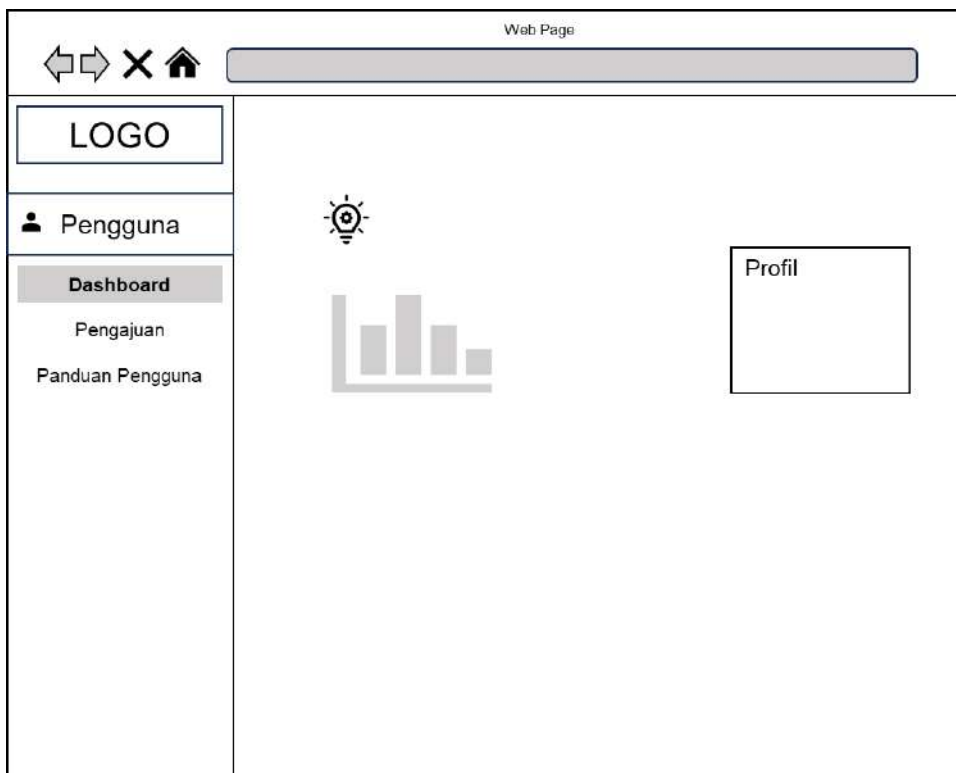 Web Page
LOGO
Pengguna
Dashboard
Pengajuan
Panduan Pengguna
Profil